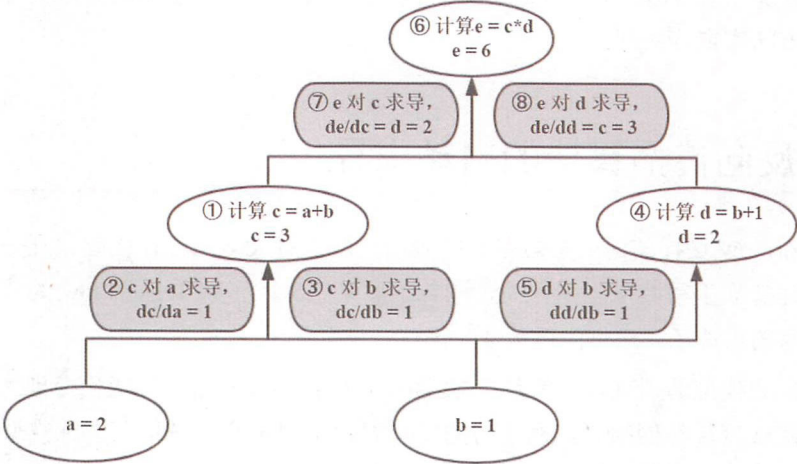 ⑥ 计算e = c*d
e = 6
⑦ e 对 c 求导，
de/dc = d = 2
⑧ e 对 d 求导，
de/dd = c = 3
① 计算 c = a+b
c = 3
④ 计算 d = b+1
d = 2
② c 对 a 求导，
dc/da = 1
③ c 对 b 求导，
dc/db = 1
⑤ d 对 b 求导，
dd/db = 1
a = 2
b = 1